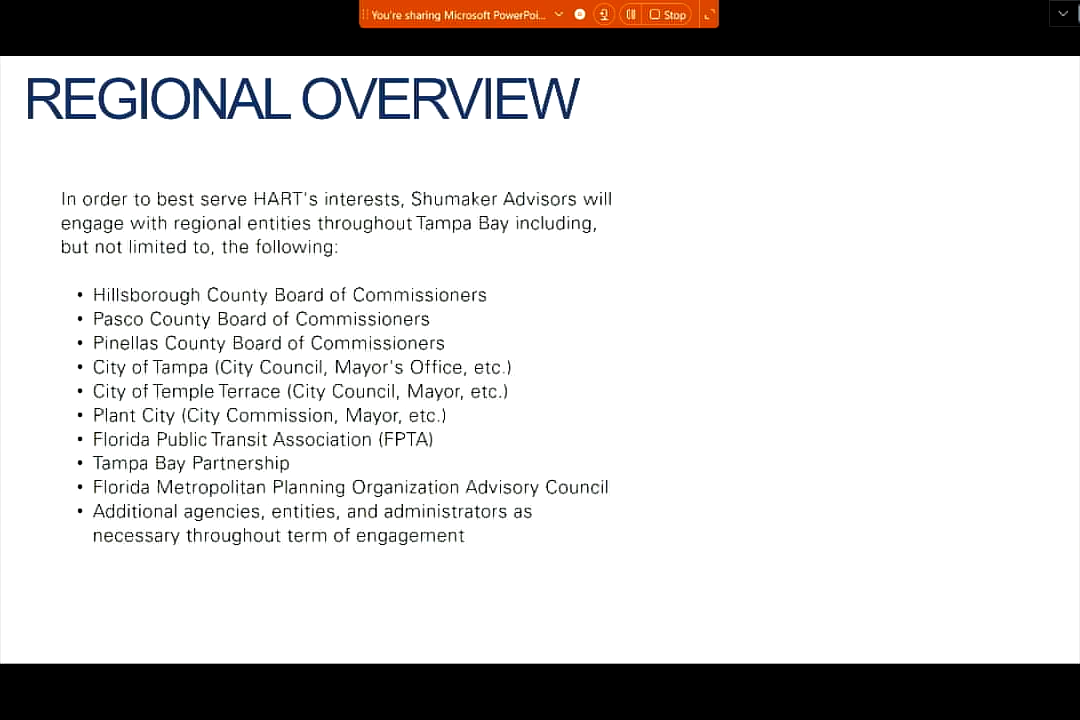 You're sharing Microsoft PowerPoi... Stop
REGIONAL OVERVIEW
In order to best serve HART's interests, Shumaker Advisors will
engage with regional entities throughout Tampa Bay including,
but not limited to, the following:
• Hillsborough County Board of Commissioners
• Pasco County Board of Commissioners
• Pinellas County Board of Commissioners
• City of Tampa (City Council, Mayor's Office, etc.)
• City of Temple Terrace (City Council, Mayor, etc.)
• Plant City (City Commission, Mayor, etc.)
• Florida Public Transit Association (FPTA)
• Tampa Bay Partnership
• Florida Metropolitan Planning Organization Advisory Council
• Additional agencies, entities, and administrators as
necessary throughout term of engagement